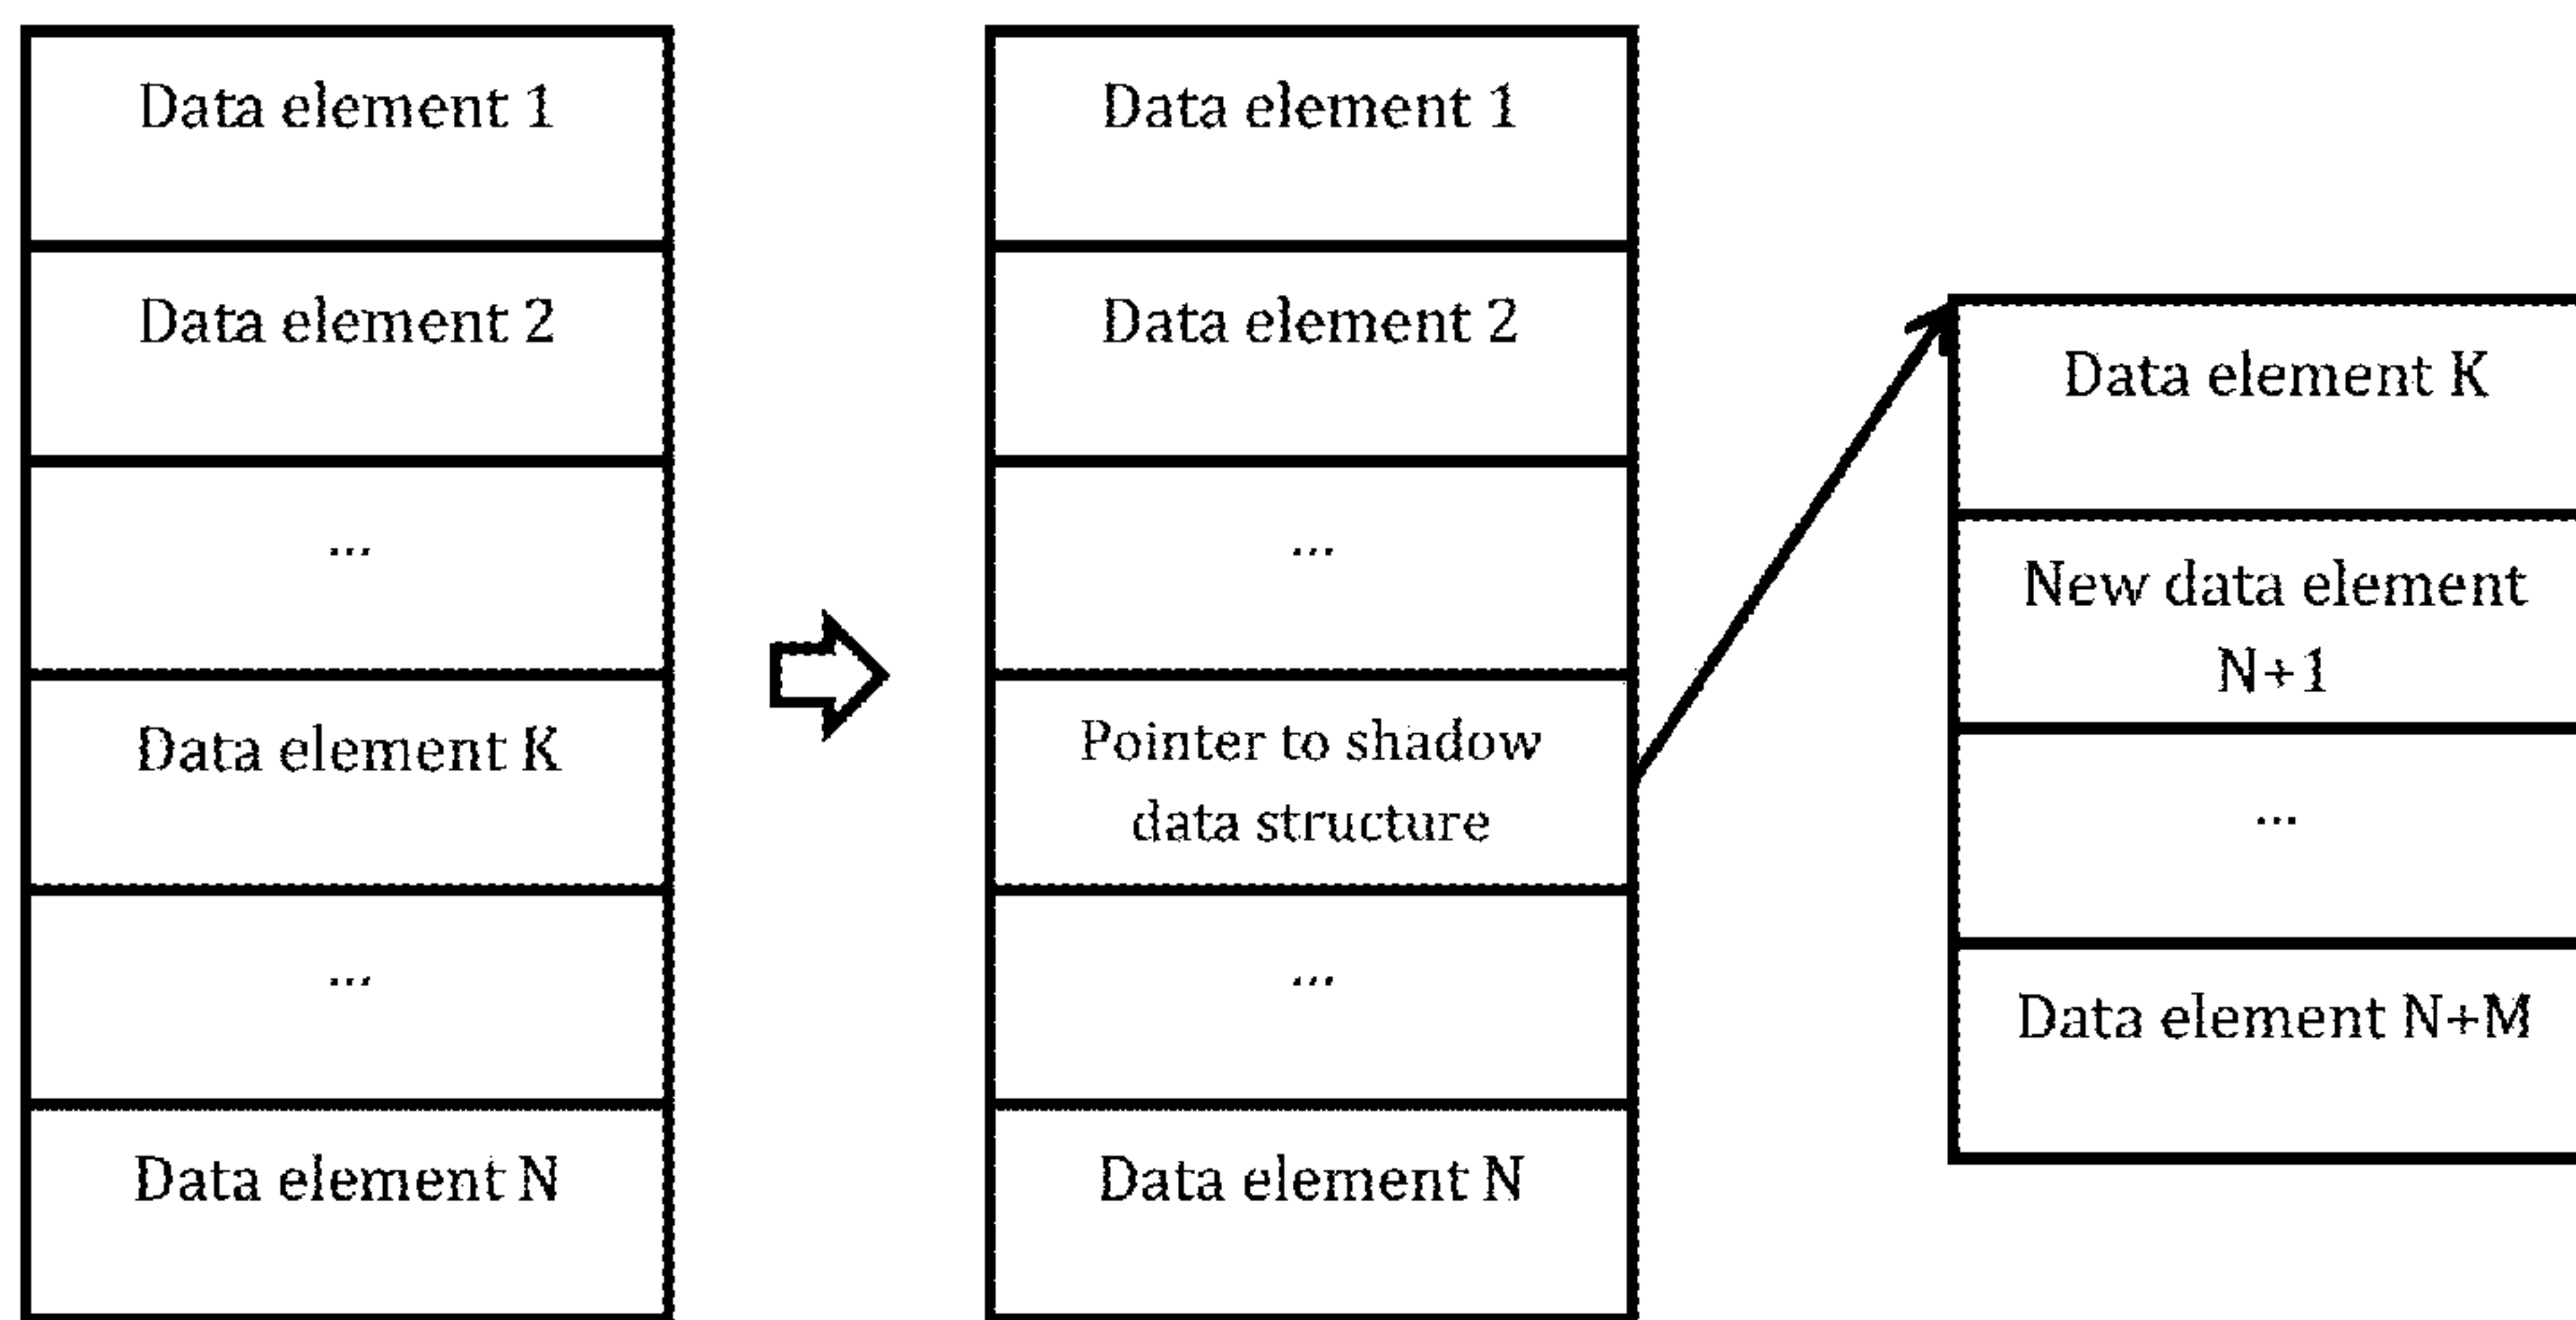 Data element 1
Data element 2
...
Data element K
...
Data element N
Data element 1
Data element 2
...
Pointer to shadow
data structure
...
Data element N
Data element K
New data element
N+1
...
Data element N+M